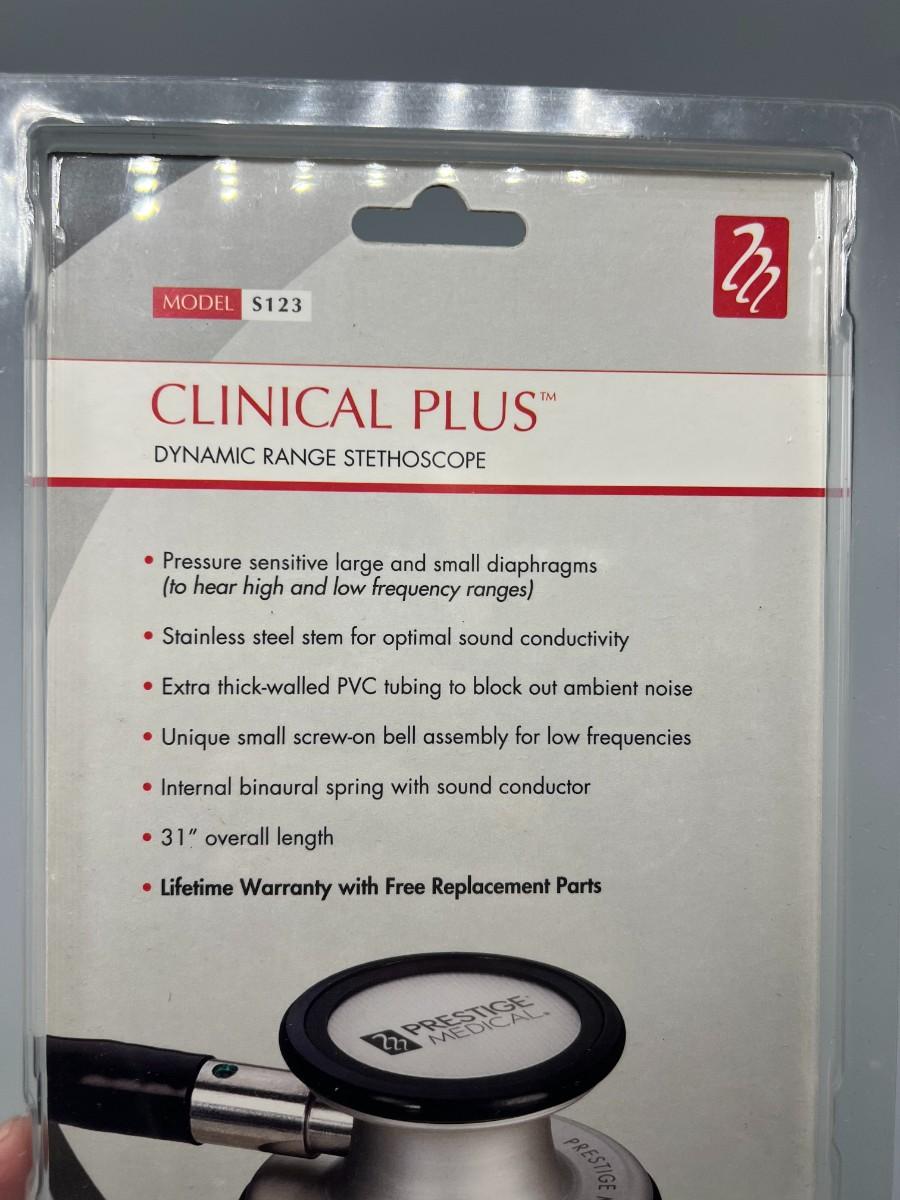 MODEL S123
CLINICAL PLUS™
DYNAMIC RANGE STETHOSCOPE
• Pressure sensitive large and small diaphragms
(to hear high and low frequency ranges)
• Stainless steel stem for optimal sound conductivity
• Extra thick-walled PVC tubing to block out ambient noise
• Unique small screw-on bell assembly for low frequencies
• Internal binaural spring with sound conductor
• 31” overall length
• Lifetime Warranty with Free Replacement Parts
PRESTIGE
MEDICAL®
PRESTIGE